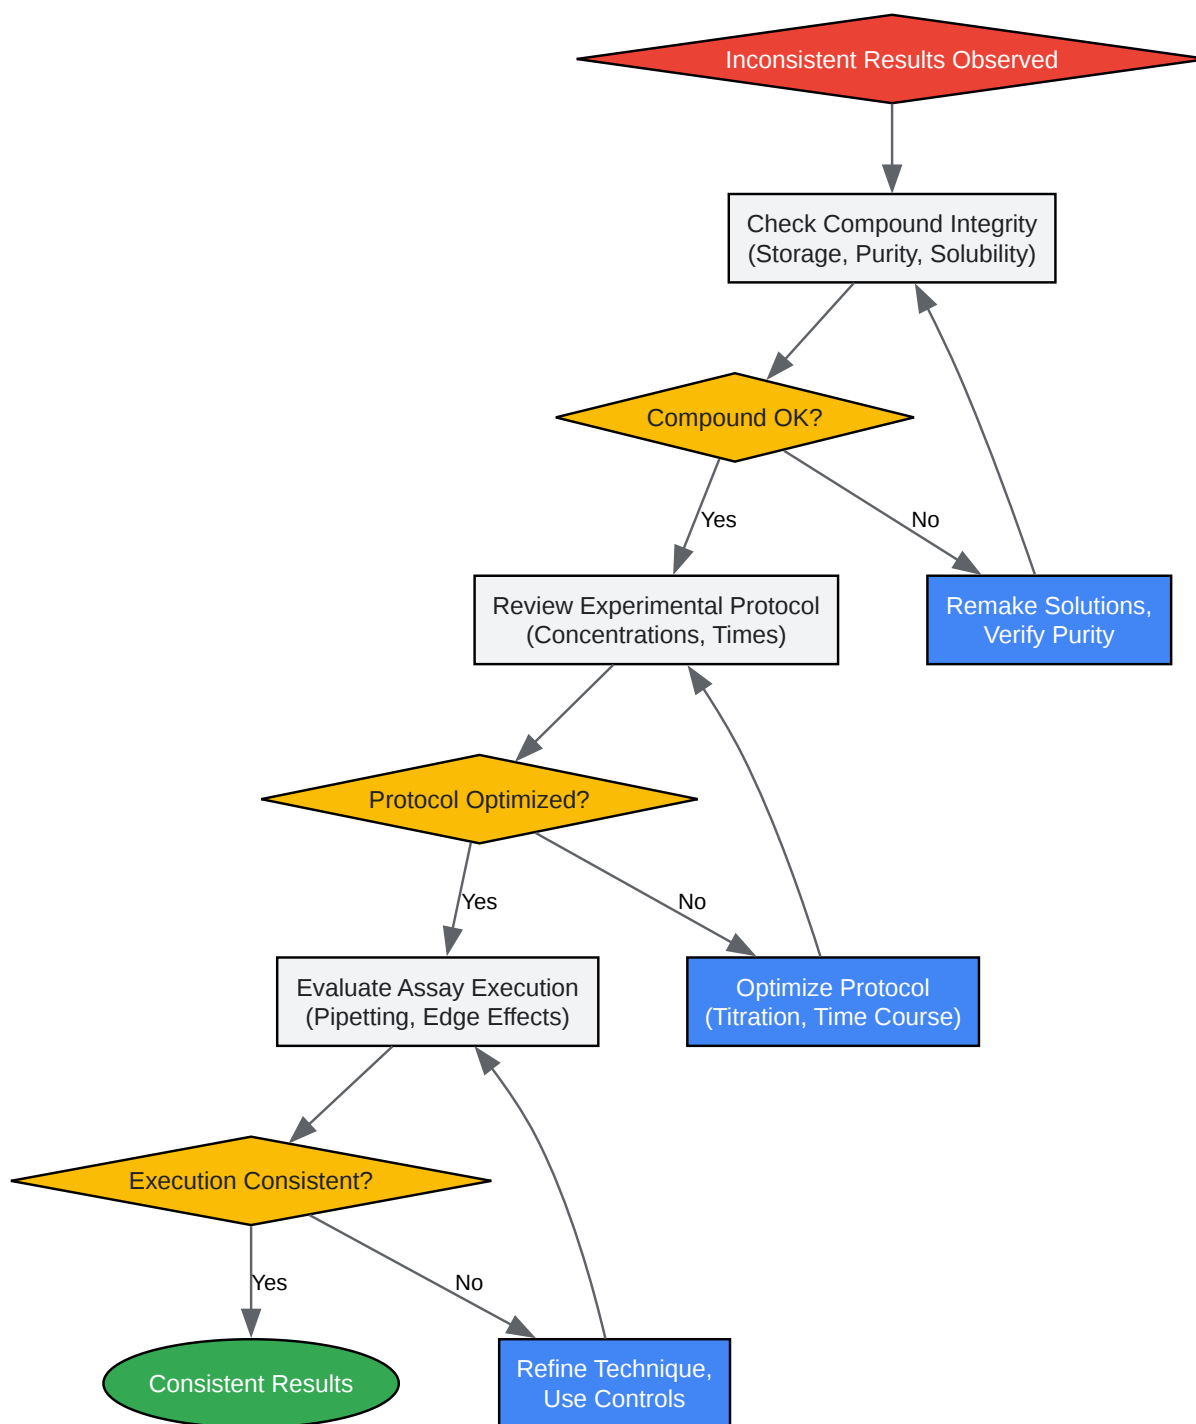 Inconsistent Results Observed
Check Compound Integrity
(Storage, Purity, Solubility)
Compound OK?
Yes
No
Review Experimental Protocol
(Concentrations, Times)
Remake Solutions,
Verify Purity
Protocol Optimized?
Yes
No
Evaluate Assay Execution
(Pipetting, Edge Effects)
Optimize Protocol
(Titration, Time Course)
Execution Consistent?
Yes
No
Consistent Results
Refine Technique,
Use Controls